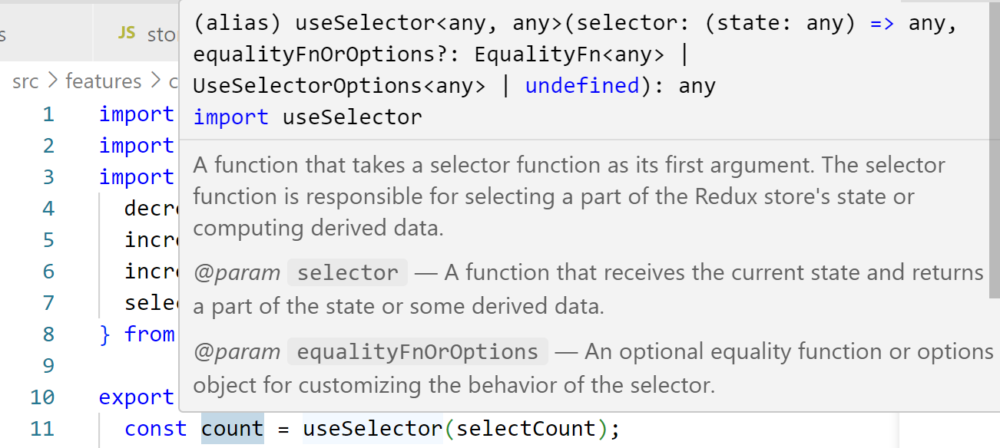 s
JS sto
src > features > c
(alias) useSelector<any, any>(selector: (state: any) => any,
equalityFnOrOptions?: EqualityFn<any> |
UseSelectorOptions<any> | undefined): any
import useSelector
A function that takes a selector function as its first argument. The selector
function is responsible for selecting a part of the Redux store's state or
computing derived data.
@param selector — A function that receives the current state and returns
a part of the state or some derived data.
@param equalityFnOrOptions — An optional equality function or options
object for customizing the behavior of the selector.
1 import
2 import
3 import
4 decre
5 incre
6 incre
7 selec
8 } from
9
10 export
11 const count = useSelector(selectCount);